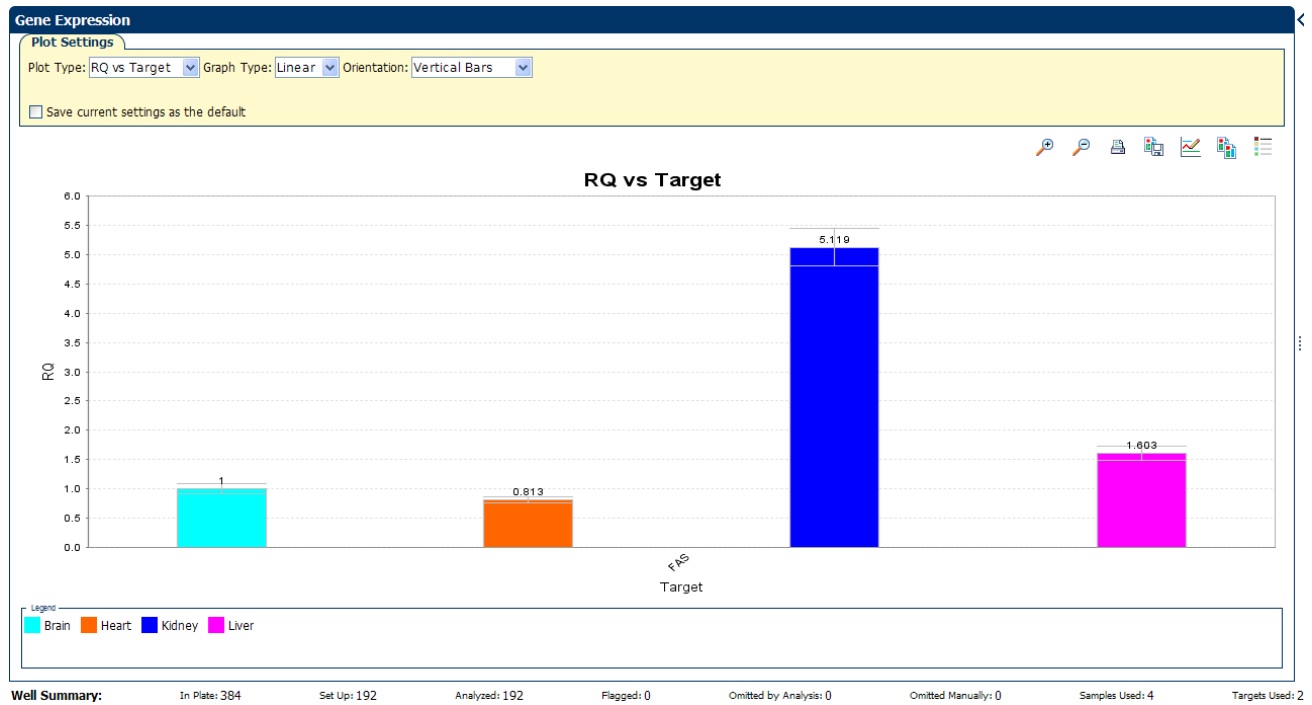 Gene Expression
Plot Settings
Plot Type: RQ vs Target Graph Type: Linear Orientation: Vertical Bars
Save current settings as the default
RQ vs Target
6.0
5.5
5.0
4.5
4.0
3.5
3.0
2.5
2.0
1.5
1.0
0.5
0.0
RQ
1
0.813
5.119
1.603
FAS
Target
Legend
Brain Heart Kidney Liver
Well Summary: In Plate: 384 Set Up: 192 Analyzed: 192 Flagged: 0 Omitted by Analysis: 0 Omitted Manually: 0 Samples Used: 4 Targets Used: 2